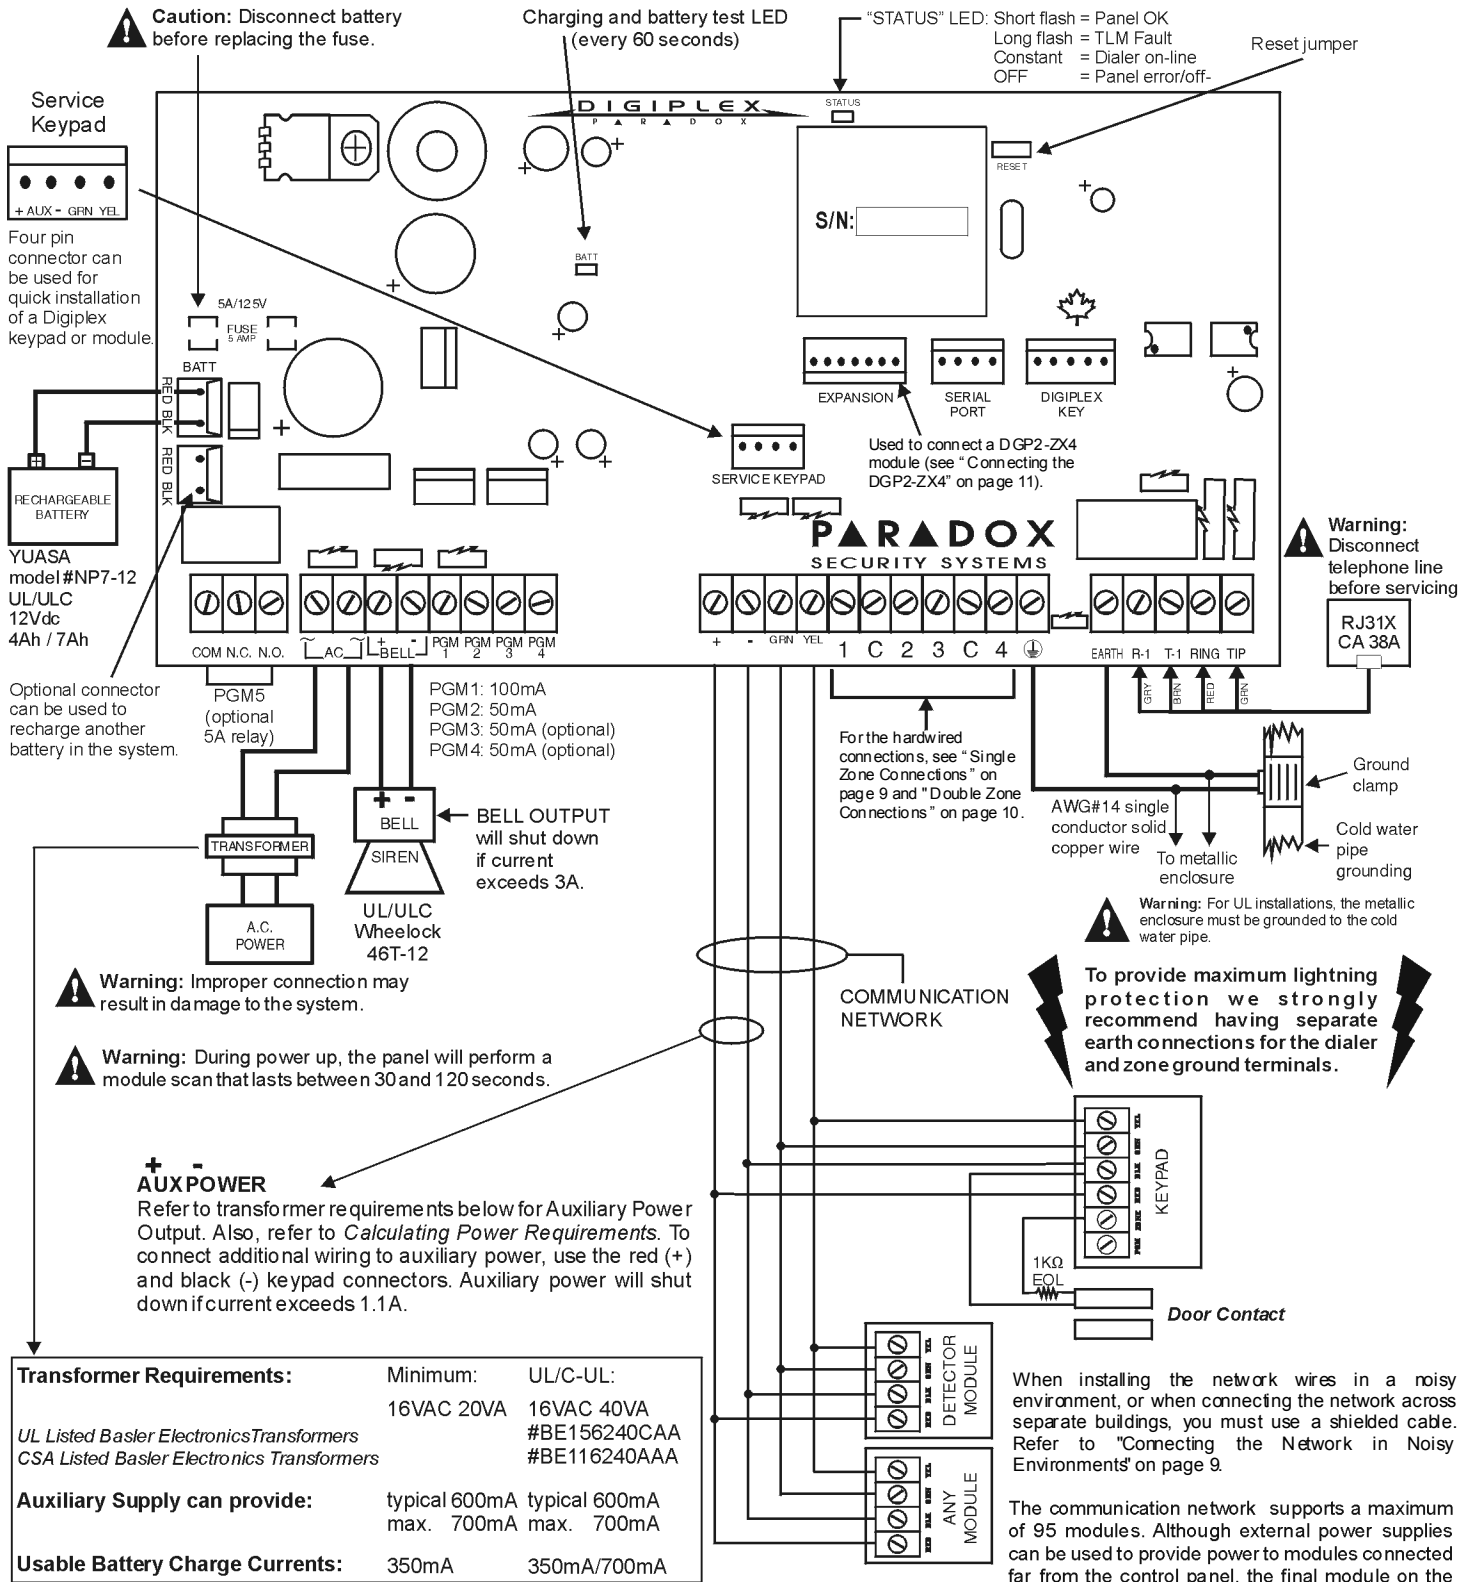 Caution: Disconnect battery
before replacing the fuse.
Charging and battery test LED
(every 60 seconds)
"STATUS" LED: Short flash = Panel OK
Long flash = TLM Fault
Constant = Dialer on-line
OFF = Panel error/off-
Reset jumper
Service
Keypad
+ AUX - GRN YEL
Four pin
connector can
be used for
quick installation
of a Digiplex
keypad or module.
DIGIPLEX
PARADOX
STATUS
RESET
S/N:
BATT
5A/125V
FUSE
5 AMP
BATT
RED BLK
RED BLK
+ -
RECHARGEABLE
BATTERY
YUASA
model #NP7-12
UL/ULC
12Vdc
4Ah / 7Ah
Optional connector
can be used to
recharge another
battery in the system.
EXPANSION
SERIAL
PORT
DIGIPLEX
KEY
Used to connect a DGP2-ZX4
module (see "Connecting the
DGP2-ZX4" on page 11).
SERVICE KEYPAD
PARADOX
SECURITY SYSTEMS
Warning:
Disconnect
telephone line
before servicing
RJ31X
CA 38A
COM N.C. N.O. ~ AC ~ + BELL - PGM 1 PGM 2 PGM 3 PGM 4
+ - GRN YEL 1 C 2 3 C 4
EARTH R-1 T-1 RING TIP
GRY BRN RED GRN
PGM5
(optional
5A relay)
PGM1: 100mA
PGM2: 50mA
PGM3: 50mA (optional)
PGM4: 50mA (optional)
TRANSFORMER
A.C.
POWER
+ -
BELL
SIREN
UL/ULC
Wheelock
46T-12
BELL OUTPUT
will shut down
if current
exceeds 3A.
For the hardwired
connections, see "Single
Zone Connections" on
page 9 and "Double Zone
Connections" on page 10.
AWG#14 single
conductor solid
copper wire
To metallic
enclosure
Ground
clamp
Cold water
pipe
grounding
Warning: For UL installations, the metallic
enclosure must be grounded to the cold
water pipe.
Warning: Improper connection may
result in damage to the system.
Warning: During power up, the panel will perform a
module scan that lasts between 30 and 120 seconds.
COMMUNICATION
NETWORK
To provide maximum lightning
protection we strongly
recommend having separate
earth connections for the dialer
and zone ground terminals.
+ -
AUX POWER
Refer to transformer requirements below for Auxiliary Power
Output. Also, refer to Calculating Power Requirements. To
connect additional wiring to auxiliary power, use the red (+)
and black (-) keypad connectors. Auxiliary power will shut
down if current exceeds 1.1A.
YEL
GRN
BLK
RED
ZONE
PGM
KEYPAD
1KΩ
EOL
Door Contact
YEL
GRN
BLK
RED
DETECTOR
MODULE
YEL
GRN
BLK
RED
ANY
MODULE
Transformer Requirements: Minimum: UL/C-UL:
16VAC 20VA 16VAC 40VA
UL Listed Basler Electronics Transformers #BE156240CAA
CSA Listed Basler Electronics Transformers #BE116240AAA
Auxiliary Supply can provide: typical 600mA typical 600mA
max. 700mA max. 700mA
Usable Battery Charge Currents: 350mA 350mA/700mA
When installing the network wires in a noisy
environment, or when connecting the network across
separate buildings, you must use a shielded cable.
Refer to "Connecting the Network in Noisy
Environments" on page 9.
The communication network supports a maximum
of 95 modules. Although external power supplies
can be used to provide power to modules connected
far from the control panel, the final module on the